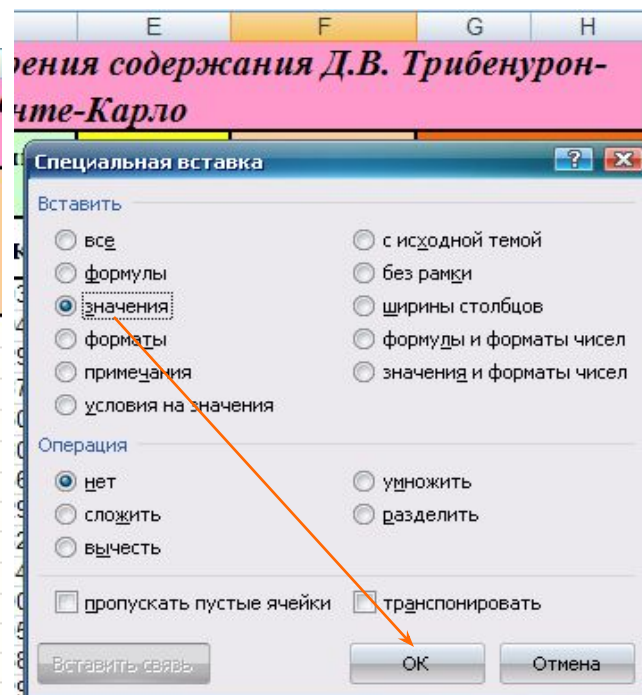 E F G H
рения содержания Д.В. Трибенурон-
нте-Карло
Специальная вставка
Вставить
все
с исходной темой
формулы
без рамки
значения
ширины столбцов
форматы
формулы и форматы чисел
примечания
значения и форматы чисел
условия на значения
Операция
нет
умножить
сложить
разделить
вычесть
пропускать пустые ячейки
транспонировать
Вставить связь
ОК
Отмена